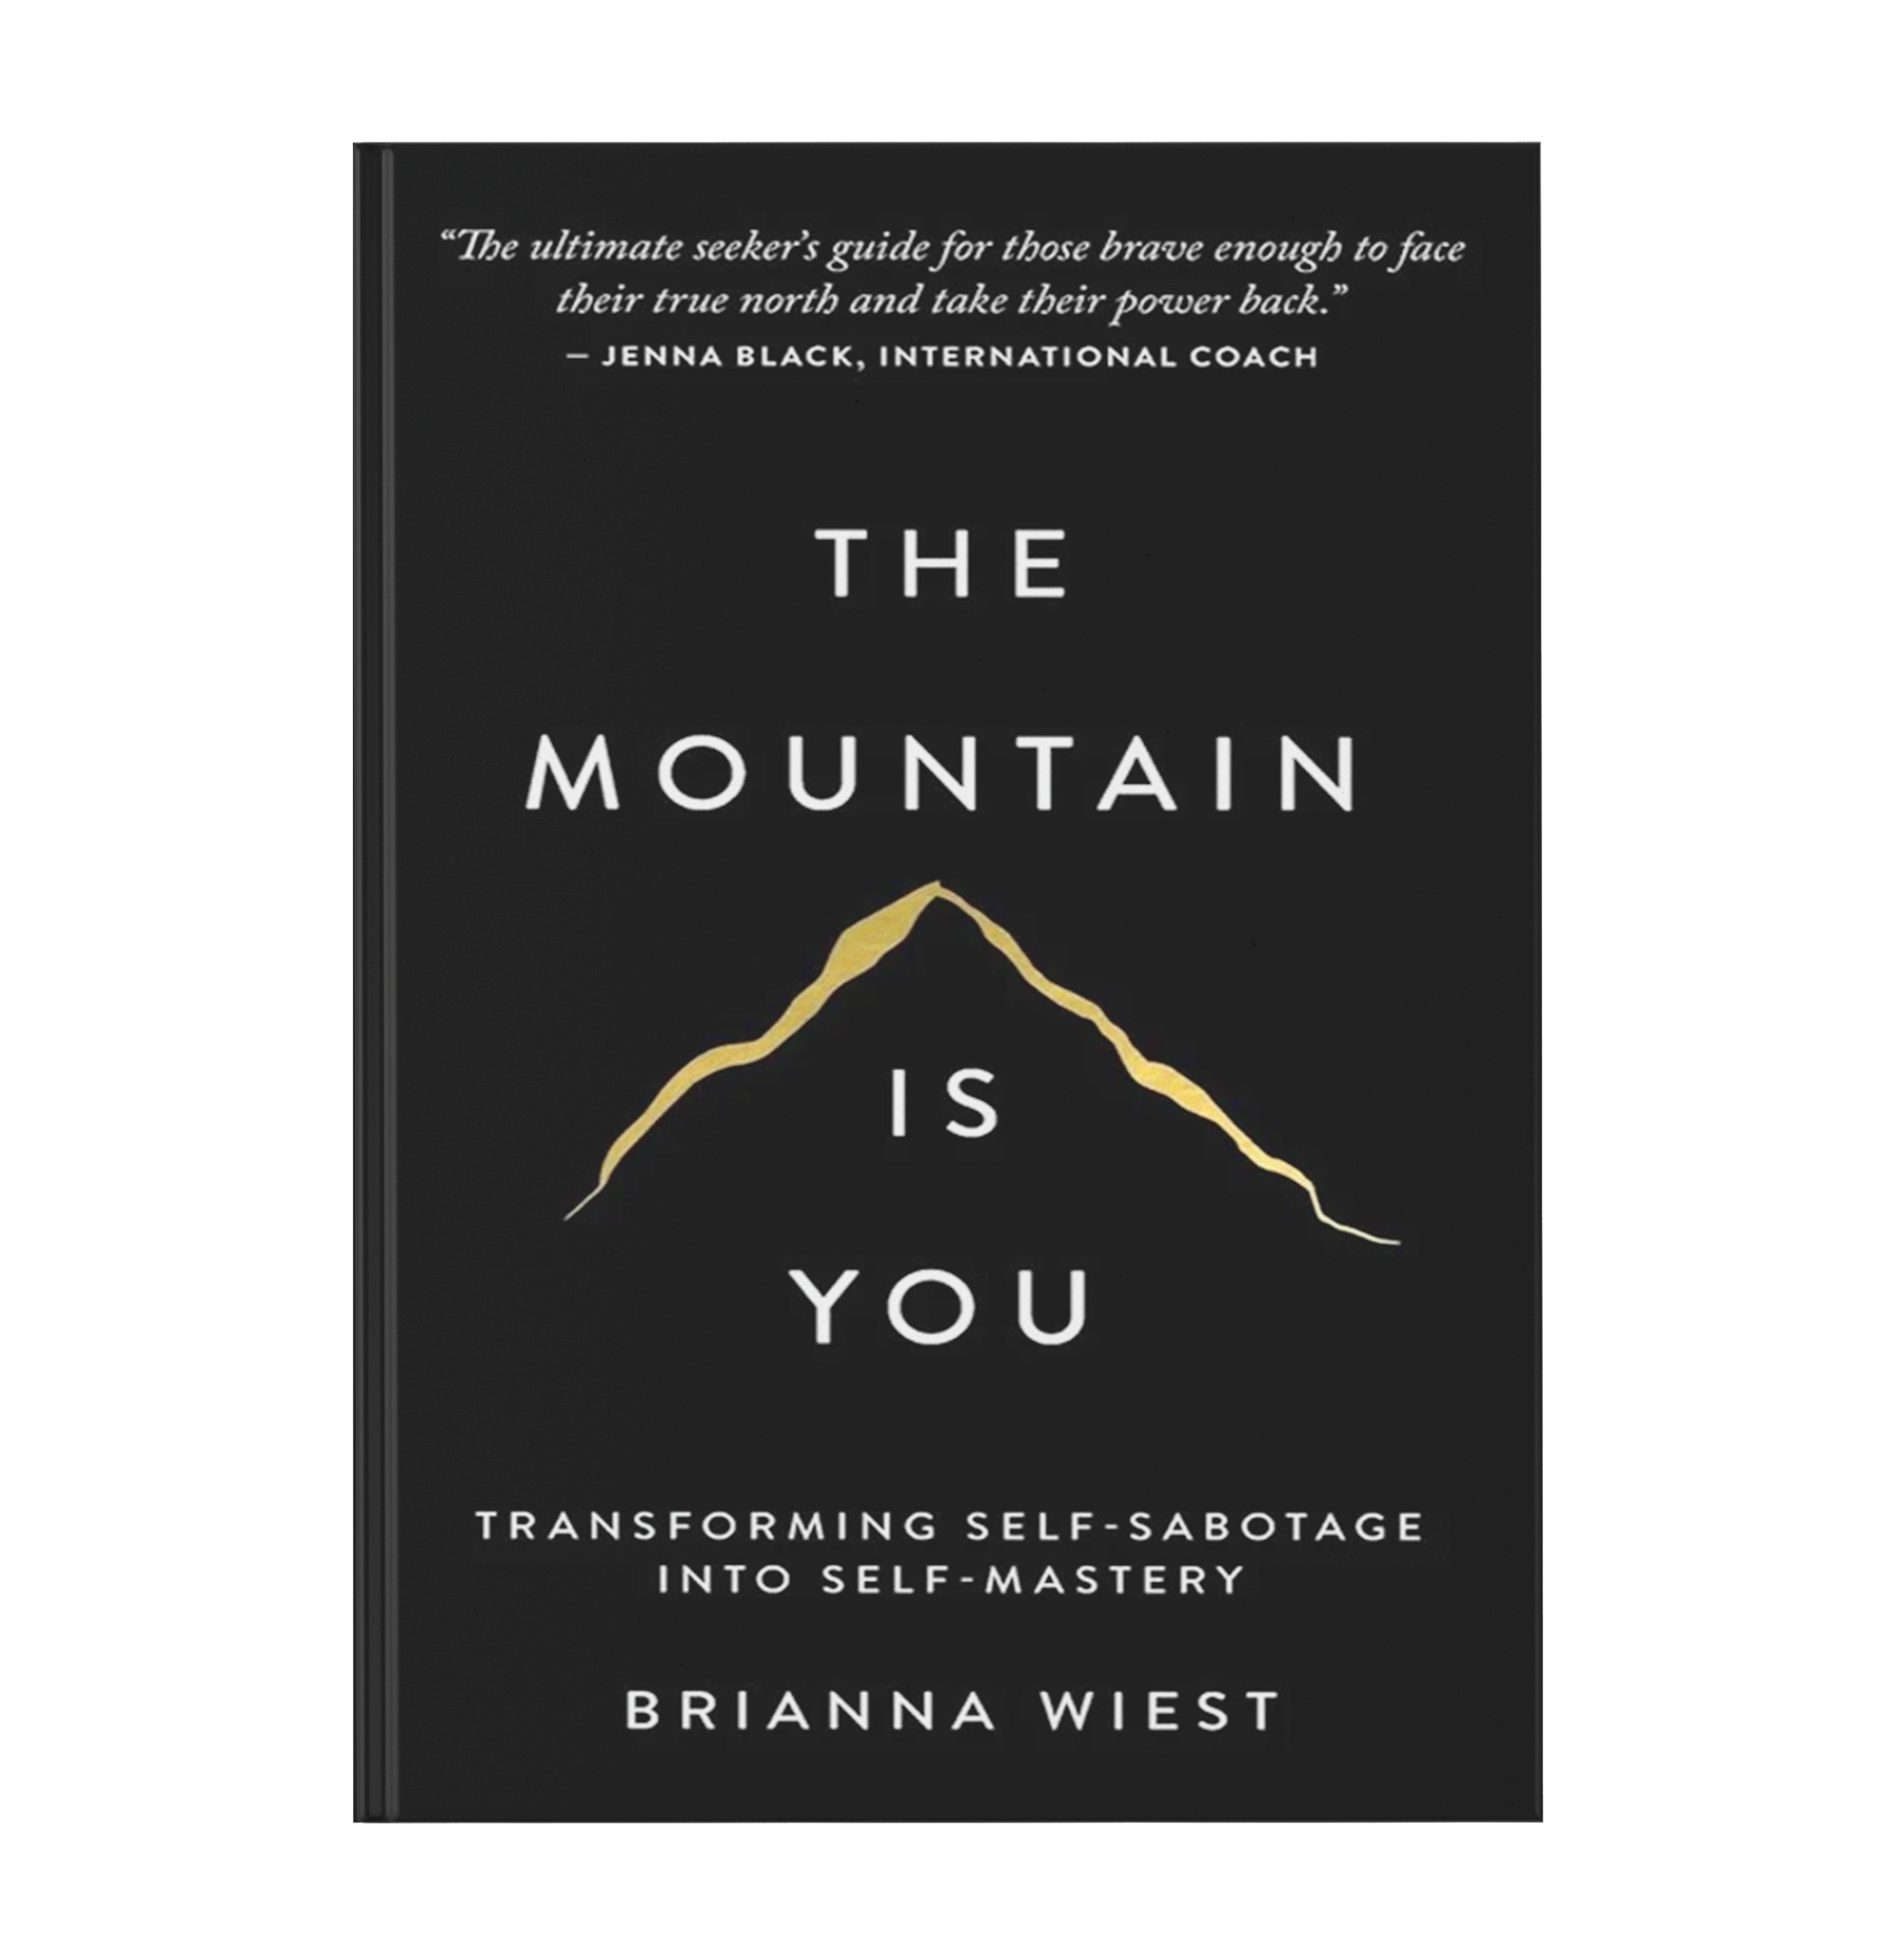 “The ultimate seeker’s guide for those brave enough to face
their true north and take their power back.”
— JENNA BLACK, INTERNATIONAL COACH
THE
MOUNTAIN
IS
YOU
TRANSFORMING SELF-SABOTAGE
INTO SELF-MASTERY
BRIANNA WIEST